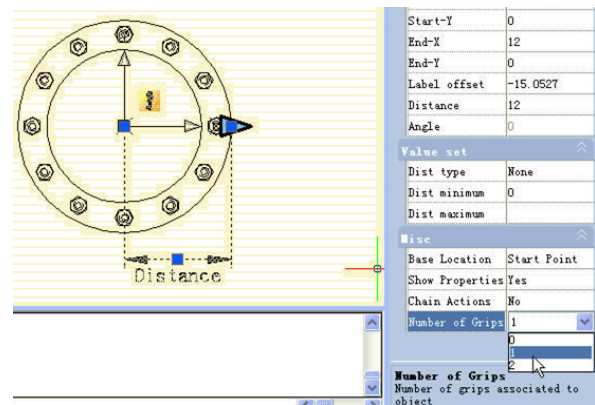 Distance
Start-Y 0
End-X 12
End-Y 0
Label offset -15.0527
Distance 12
Angle 0
Value set
Dist type None
Dist minimum 0
Dist maximum
Misc
Base Location Start Point
Show Properties Yes
Chain Actions No
Number of Grips 1
0
1
2
Number of Grips
Number of grips associated to
object